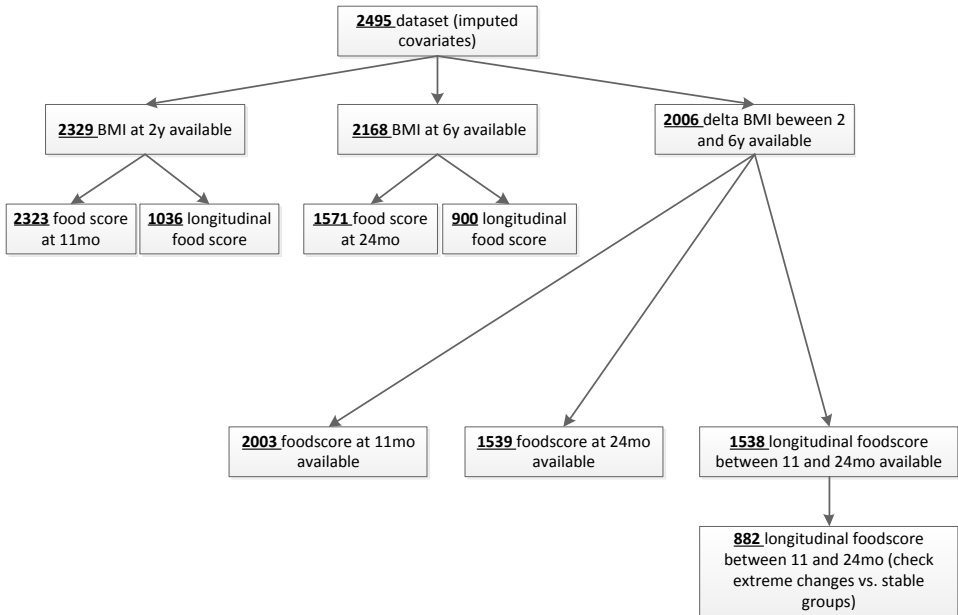 2495 dataset (imputed
covariates)
2329 BMI at 2y available
2168 BMI at 6y available
2006 delta BMI beween 2
and 6y available
2323 food score
at 11mo
1036 longitudinal
food score
1571 food score
at 24mo
900 longitudinal
food score
2003 foodscore at 11mo
available
1539 foodscore at 24mo
available
1538 longitudinal foodscore
between 11 and 24mo available
882 longitudinal foodscore
between 11 and 24mo (check
extreme changes vs. stable
groups)